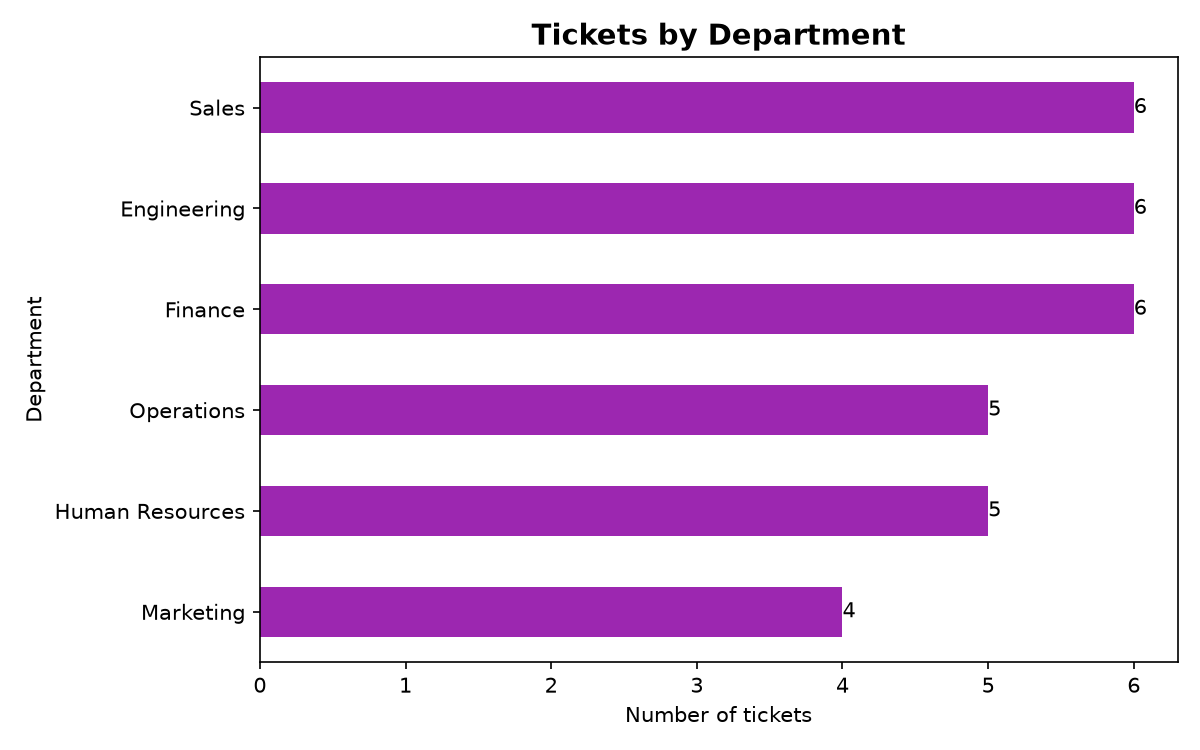 Tickets by Department
Sales
6
Engineering
6
Finance
6
Operations
5
Human Resources
5
Marketing
4
Department
0 1 2 3 4 5 6
Number of tickets